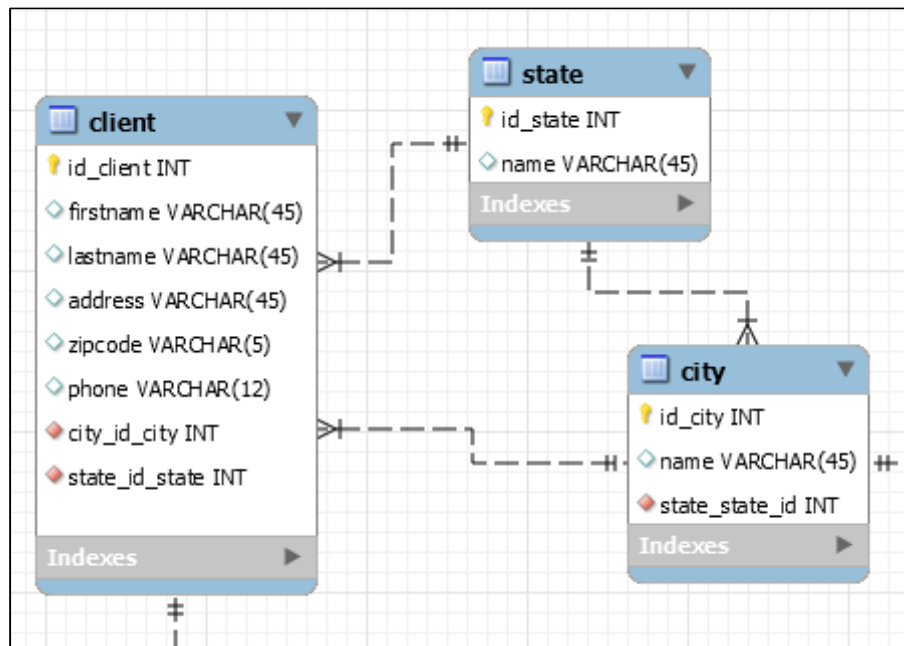 client
id_client INT
firstname VARCHAR(45)
lastname VARCHAR(45)
address VARCHAR(45)
zipcode VARCHAR(5)
phone VARCHAR(12)
city_id_city INT
state_id_state INT
Indexes
state
id_state INT
name VARCHAR(45)
Indexes
city
id_city INT
name VARCHAR(45)
state_state_id INT
Indexes